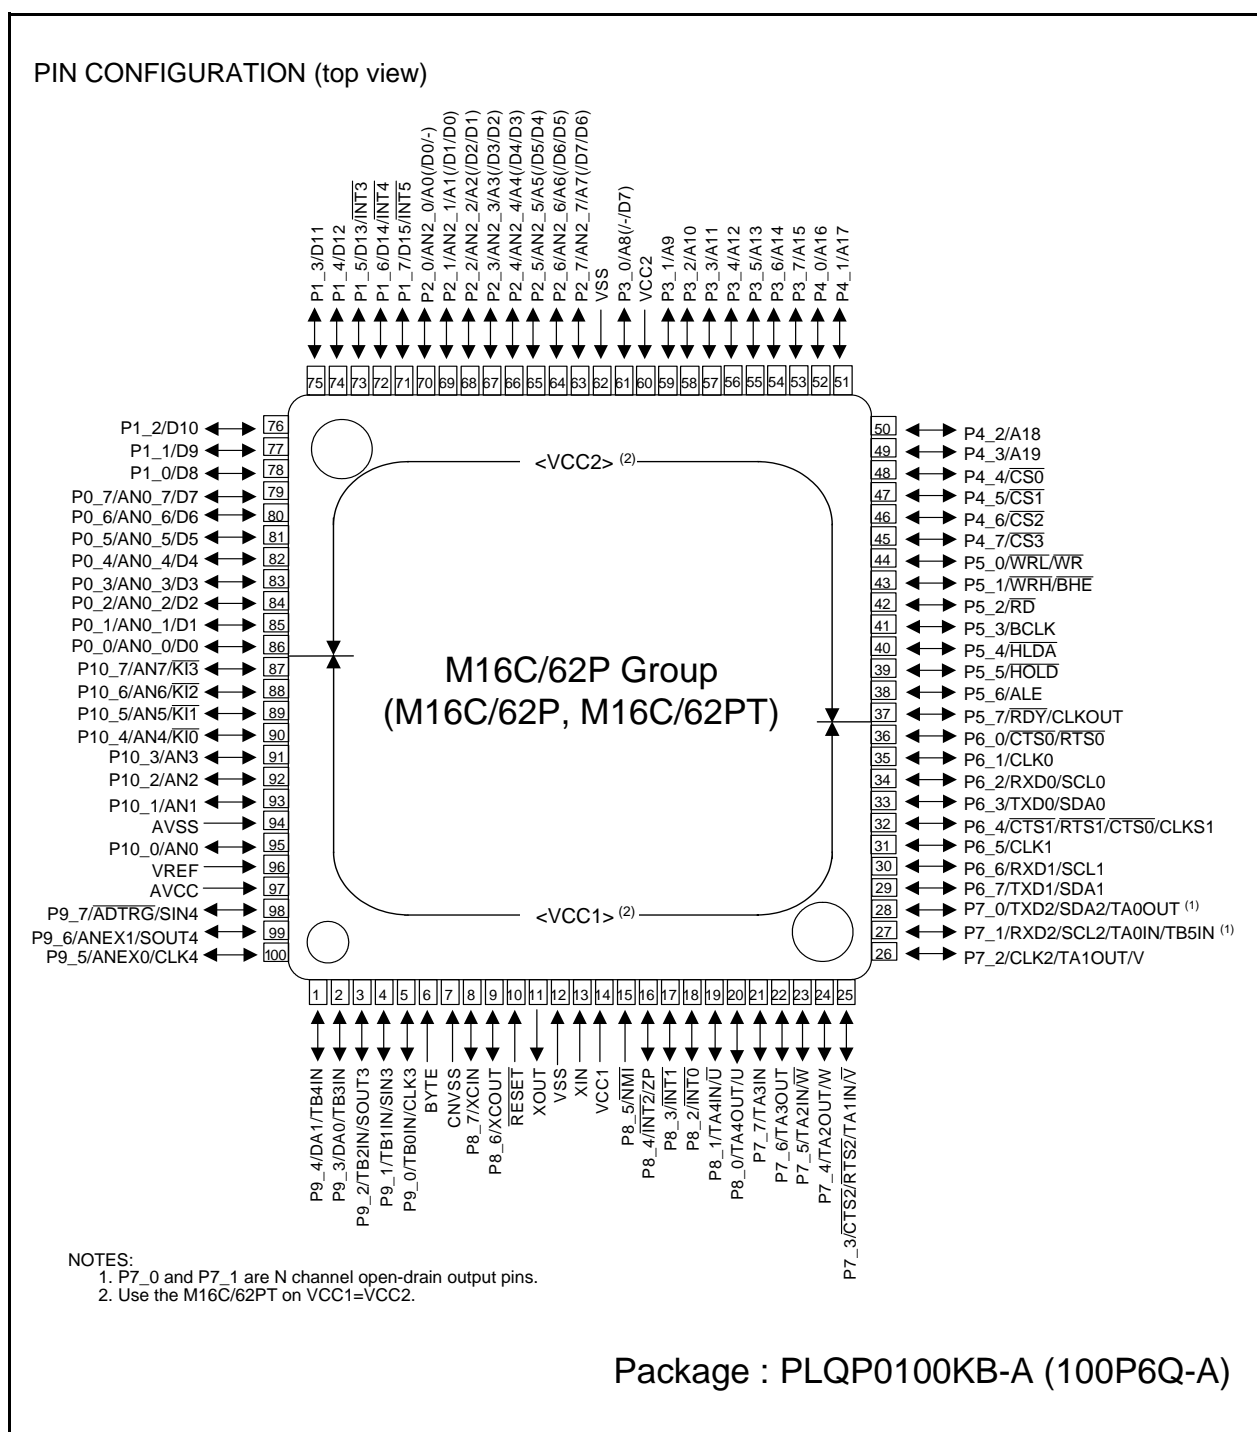 PIN CONFIGURATION (top view)
P1_3/D11
P1_4/D12
P1_5/D13/INT3
P1_6/D14/INT4
P1_7/D15/INT5
P2_0/AN2_0/A0(/D0/-)
P2_1/AN2_1/A1(/D1/D0)
P2_2/AN2_2/A2(/D2/D1)
P2_3/AN2_3/A3(/D3/D2)
P2_4/AN2_4/A4(/D4/D3)
P2_5/AN2_5/A5(/D5/D4)
P2_6/AN2_6/A6(/D6/D5)
P2_7/AN2_7/A7(/D7/D6)
VSS
P3_0/A8(/-/D7)
VCC2
P3_1/A9
P3_2/A10
P3_3/A11
P3_4/A12
P3_5/A13
P3_6/A14
P3_7/A15
P4_0/A16
P4_1/A17
75 74 73 72 71 70 69 68 67 66 65 64 63 62 61 60 59 58 57 56 55 54 53 52 51
P1_2/D10 76
P1_1/D9 77
P1_0/D8 78
P0_7/AN0_7/D7 79
P0_6/AN0_6/D6 80
P0_5/AN0_5/D5 81
P0_4/AN0_4/D4 82
P0_3/AN0_3/D3 83
P0_2/AN0_2/D2 84
P0_1/AN0_1/D1 85
P0_0/AN0_0/D0 86
P10_7/AN7/KI3 87
P10_6/AN6/KI2 88
P10_5/AN5/KI1 89
P10_4/AN4/KI0 90
P10_3/AN3 91
P10_2/AN2 92
P10_1/AN1 93
AVSS 94
P10_0/AN0 95
VREF 96
AVCC 97
P9_7/ADTRG/SIN4 98
P9_6/ANEX1/SOUT4 99
P9_5/ANEX0/CLK4 100
<VCC2> (2)
M16C/62P Group
(M16C/62P, M16C/62PT)
<VCC1> (2)
50 P4_2/A18
49 P4_3/A19
48 P4_4/CS0
47 P4_5/CS1
46 P4_6/CS2
45 P4_7/CS3
44 P5_0/WRL/WR
43 P5_1/WRH/BHE
42 P5_2/RD
41 P5_3/BCLK
40 P5_4/HLDA
39 P5_5/HOLD
38 P5_6/ALE
37 P5_7/RDY/CLKOUT
36 P6_0/CTS0/RTS0
35 P6_1/CLK0
34 P6_2/RXD0/SCL0
33 P6_3/TXD0/SDA0
32 P6_4/CTS1/RTS1/CTS0/CLKS1
31 P6_5/CLK1
30 P6_6/RXD1/SCL1
29 P6_7/TXD1/SDA1
28 P7_0/TXD2/SDA2/TA0OUT (1)
27 P7_1/RXD2/SCL2/TA0IN/TB5IN (1)
26 P7_2/CLK2/TA1OUT/V
1 2 3 4 5 6 7 8 9 10 11 12 13 14 15 16 17 18 19 20 21 22 23 24 25
P9_4/DA1/TB4IN
P9_3/DA0/TB3IN
P9_2/TB2IN/SOUT3
P9_1/TB1IN/SIN3
P9_0/TB0IN/CLK3
BYTE
CNVSS
P8_7/XCIN
P8_6/XCOUT
RESET
XOUT
VSS
XIN
VCC1
P8_5/NMI
P8_4/INT2/ZP
P8_3/INT1
P8_2/INT0
P8_1/TA4IN/U
P8_0/TA4OUT/U
P7_7/TA3IN
P7_6/TA3OUT
P7_5/TA2IN/W
P7_4/TA2OUT/W
P7_3/CTS2/RTS2/TA1IN/V
NOTES:
1. P7_0 and P7_1 are N channel open-drain output pins.
2. Use the M16C/62PT on VCC1=VCC2.
Package : PLQP0100KB-A (100P6Q-A)